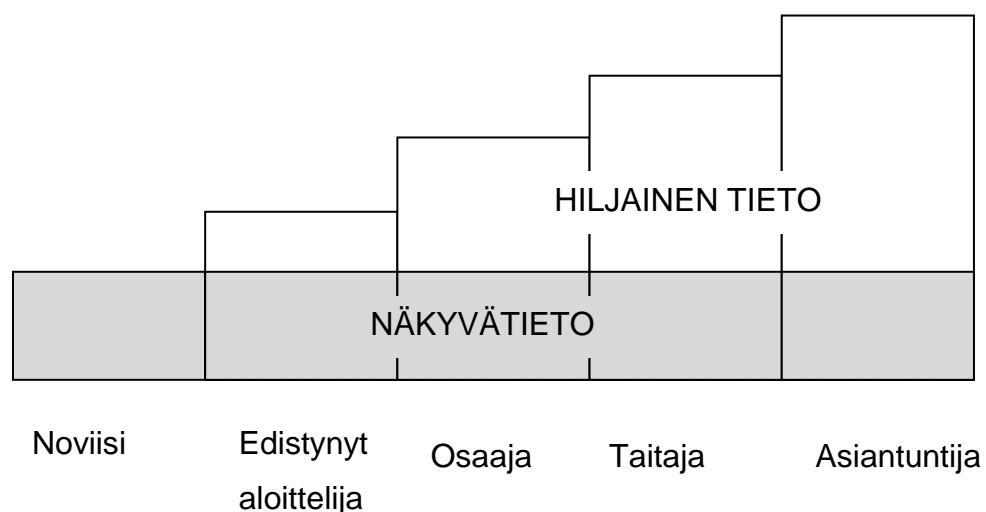 HILJAINEN TIETO
NÄKYVÄTIETO
Noviisi
Edistynyt
aloittelija
Osaaja
Taitaja
Asiantuntija